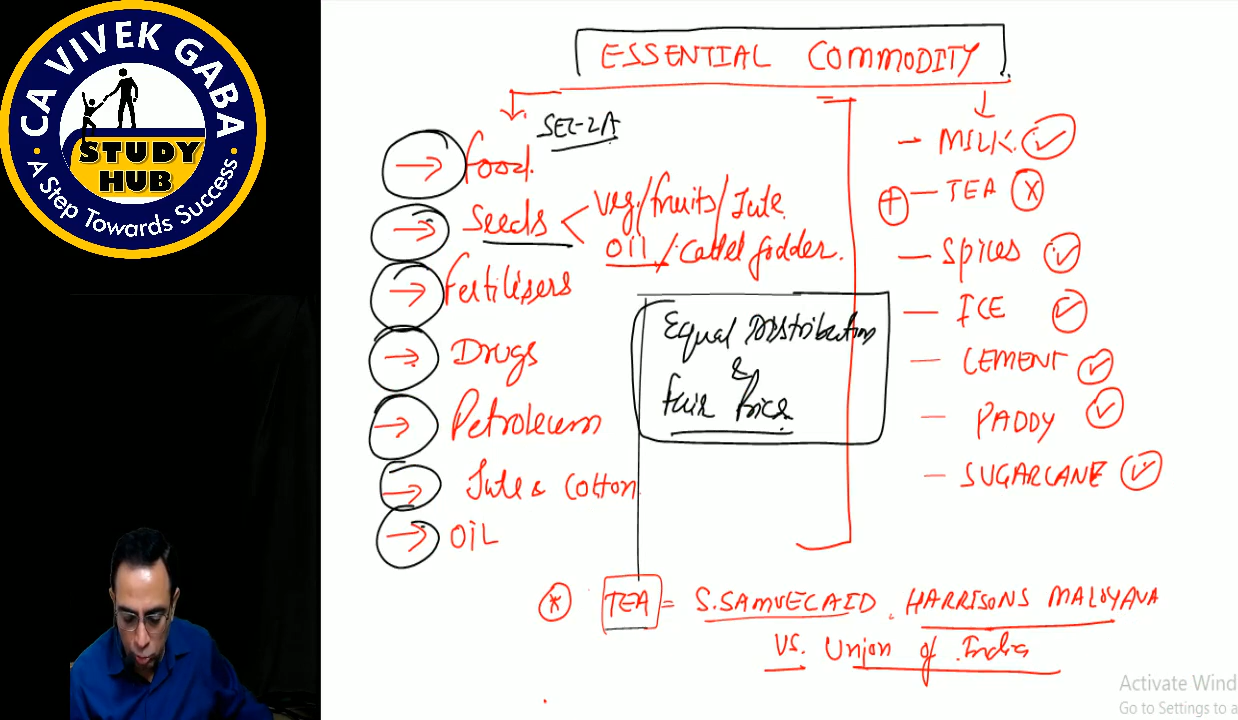 CA VIVEK GABA
STUDY
HUB
• A Step Towards Success •
ESSENTIAL COMMODITY
SEC-2A
→ food.
→ Seeds < Veg./fruits/Jute
Oil / Cattel fodder.
→ Fertilisers
→ Drugs
→ Petroleum
→ Jute & Cotton
→ OIL
Equal Distribution
&
Fair Price
- MILK. ✓
+ - TEA x
- Spices ✓
- ICE ✓
- CEMENT ✓
- PADDY ✓
- SUGARCANE ✓
* TEA = S.SAMUECAID. HARRISONS MALAYAVA
VS. Union of India
Activate Wind
Go to Settings to a